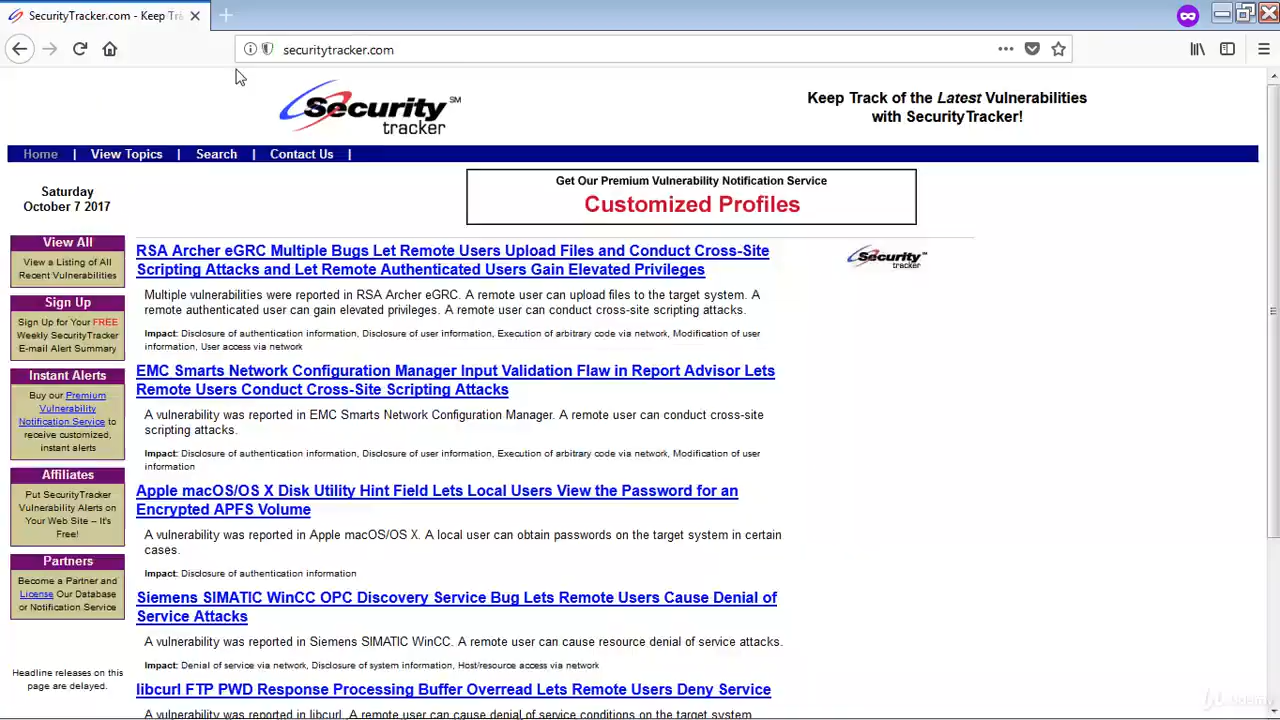 SecurityTracker.com - Keep Tra
securitytracker.com
Security SM
tracker
Keep Track of the Latest Vulnerabilities
with SecurityTracker!
Home | View Topics | Search | Contact Us |
Saturday
October 7 2017
Get Our Premium Vulnerability Notification Service
Customized Profiles
View All
View a Listing of All
Recent Vulnerabilities
Sign Up
Sign Up for Your FREE
Weekly SecurityTracker
E-mail Alert Summary
Instant Alerts
Buy our Premium
Vulnerability
Notification Service to
receive customized,
instant alerts
Affiliates
Put SecurityTracker
Vulnerability Alerts on
Your Web Site – It's
Free!
Partners
Become a Partner and
License Our Database
or Notification Service
Headline releases on this
page are delayed.
RSA Archer eGRC Multiple Bugs Let Remote Users Upload Files and Conduct Cross-Site
Scripting Attacks and Let Remote Authenticated Users Gain Elevated Privileges
Multiple vulnerabilities were reported in RSA Archer eGRC. A remote user can upload files to the target system. A
remote authenticated user can gain elevated privileges. A remote user can conduct cross-site scripting attacks.
Impact: Disclosure of authentication information, Disclosure of user information, Execution of arbitrary code via network, Modification of user
information, User access via network
EMC Smarts Network Configuration Manager Input Validation Flaw in Report Advisor Lets
Remote Users Conduct Cross-Site Scripting Attacks
A vulnerability was reported in EMC Smarts Network Configuration Manager. A remote user can conduct cross-site
scripting attacks.
Impact: Disclosure of authentication information, Disclosure of user information, Execution of arbitrary code via network, Modification of user
information
Apple macOS/OS X Disk Utility Hint Field Lets Local Users View the Password for an
Encrypted APFS Volume
A vulnerability was reported in Apple macOS/OS X. A local user can obtain passwords on the target system in certain
cases.
Impact: Disclosure of authentication information
Siemens SIMATIC WinCC OPC Discovery Service Bug Lets Remote Users Cause Denial of
Service Attacks
A vulnerability was reported in Siemens SIMATIC WinCC. A remote user can cause resource denial of service attacks.
Impact: Denial of service via network, Disclosure of system information, Host/resource access via network
libcurl FTP PWD Response Processing Buffer Overread Lets Remote Users Deny Service
A vulnerability was reported in libcurl. A remote user can cause denial of service conditions on the target system
Security
tracker
Udemy